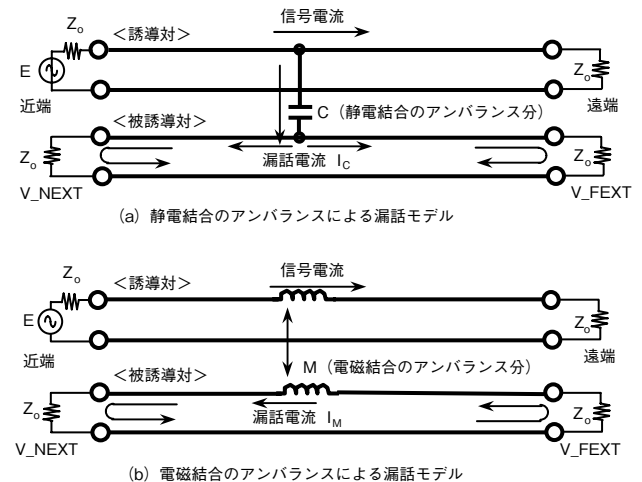 <誘導対>
信号電流
Zo
E
近端
C（静電結合のアンバランス分）
Zo
遠端
<被誘導対>
Zo
漏話電流 IC
Zo
V_NEXT
V_FEXT
(a) 静電結合のアンバランスによる漏話モデル
信号電流
Zo
<誘導対>
E
近端
Zo
遠端
M（電磁結合のアンバランス分）
<被誘導対>
Zo
漏話電流 IM
Zo
V_NEXT
V_FEXT
(b) 電磁結合のアンバランスによる漏話モデル